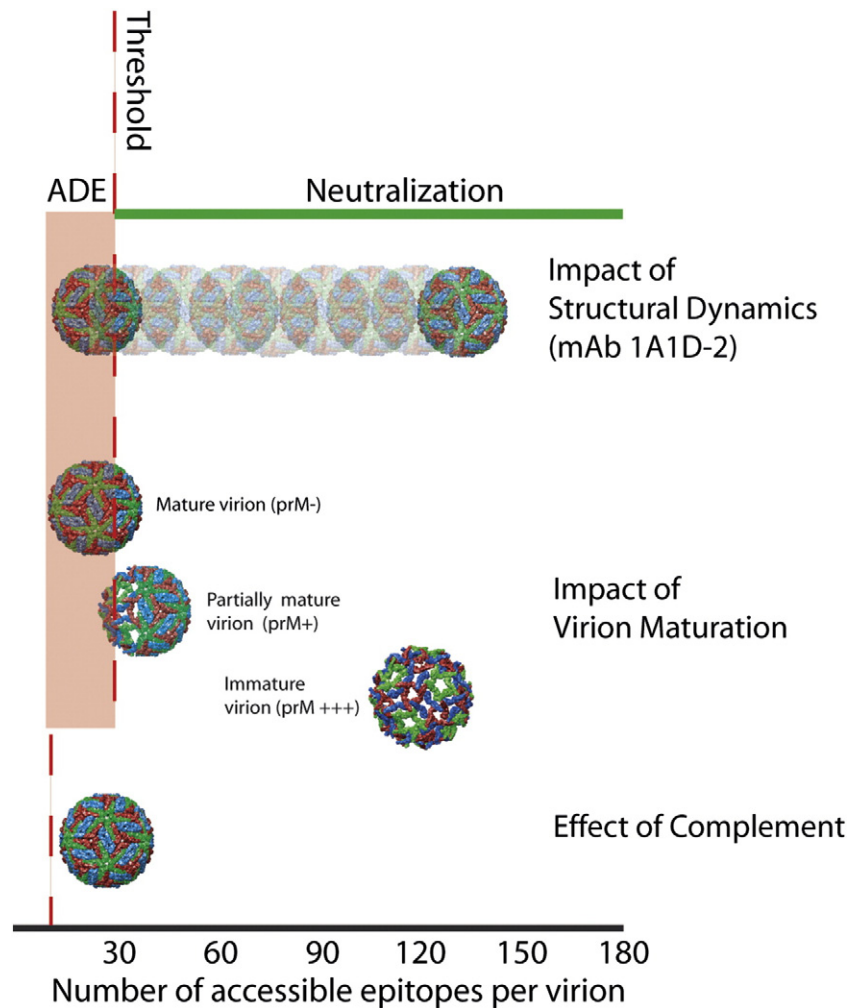 Threshold
ADE
Neutralization
Impact of
Structural Dynamics
(mAb 1A1D-2)
Mature virion (prM-)
Partially mature
virion (prM+)
Impact of
Virion Maturation
Immature
virion (prM +++)
Effect of Complement
30 60 90 120 150 180
Number of accessible epitopes per virion